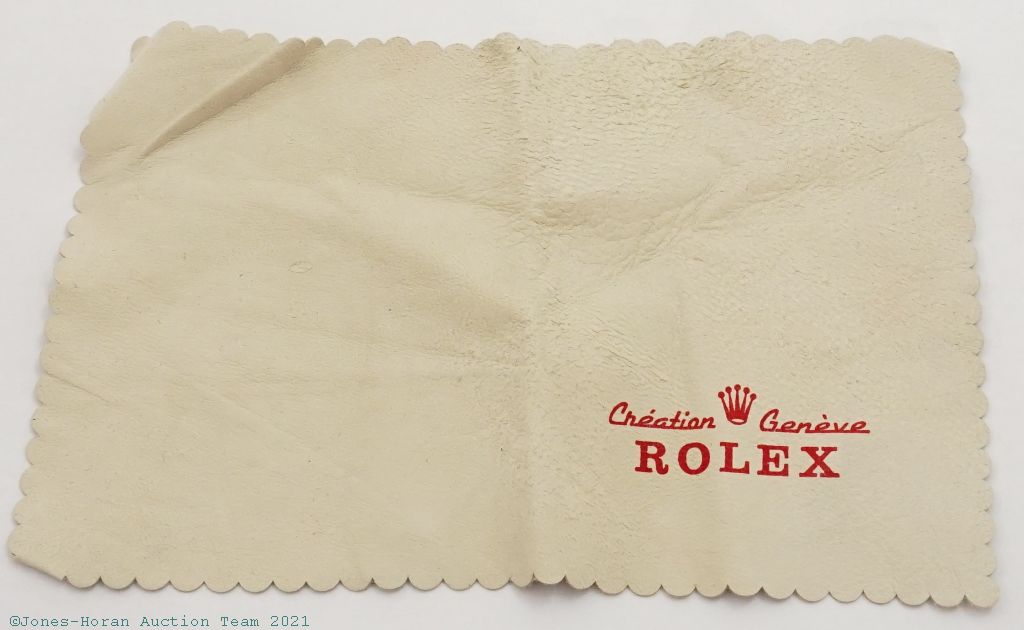 Création Genève
ROLEX
©Jones-Horan Auction Team 2021